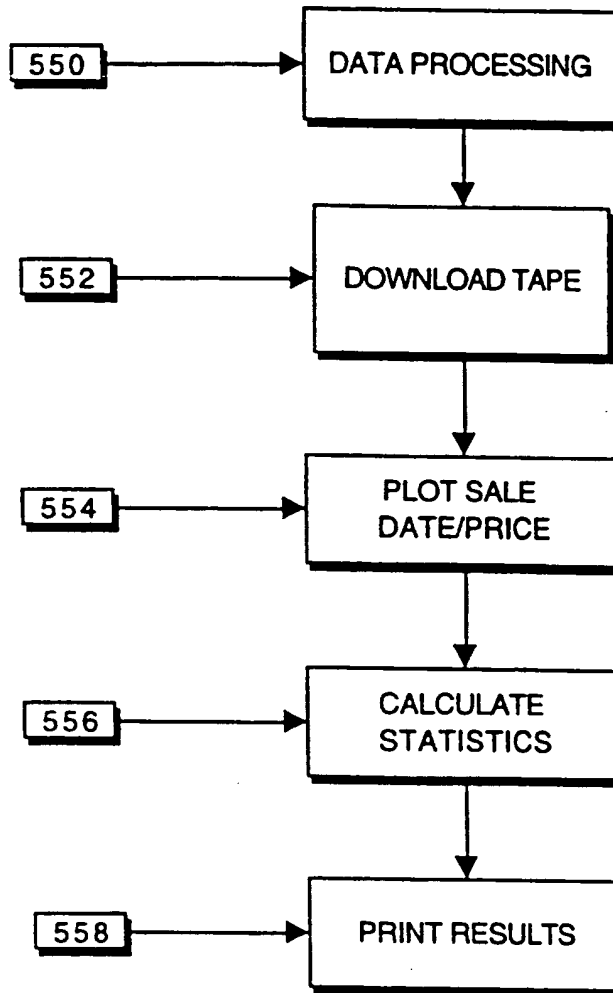 550
DATA PROCESSING
552
DOWNLOAD TAPE
554
PLOT SALE
DATE/PRICE
556
CALCULATE
STATISTICS
558
PRINT RESULTS